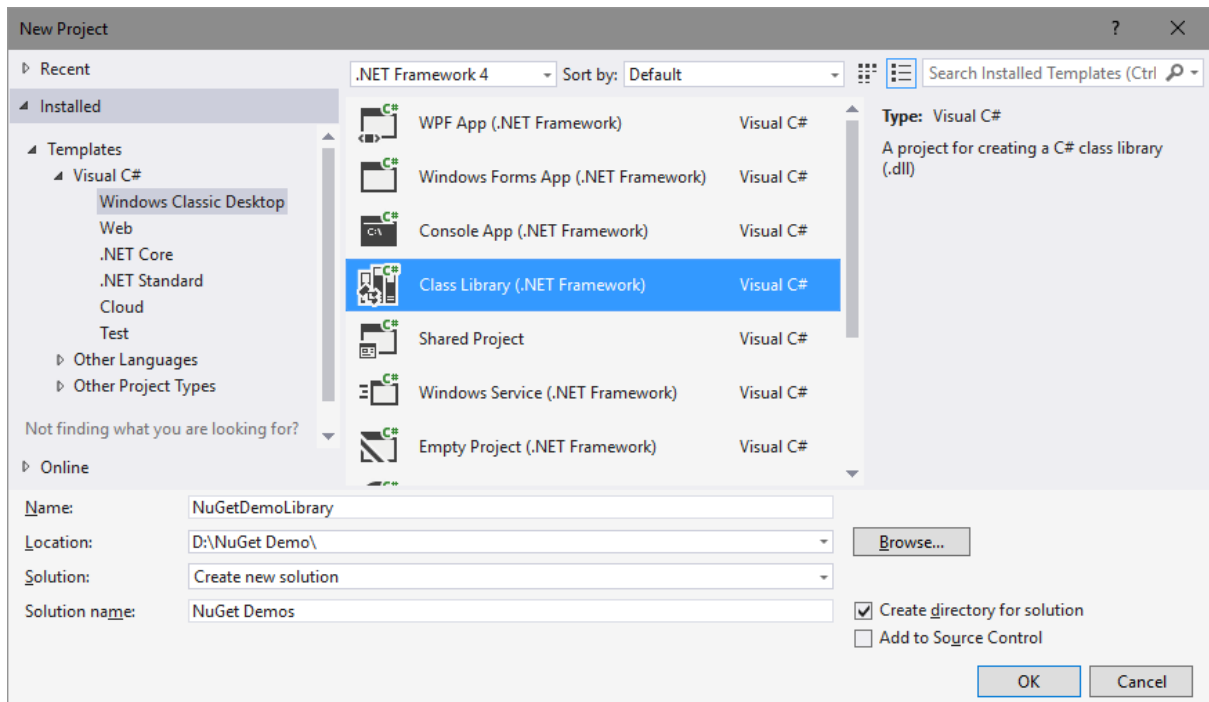 New Project
?
Recent
Installed
Templates
Visual C#
Windows Classic Desktop
Web
.NET Core
.NET Standard
Cloud
Test
Other Languages
Other Project Types
Not finding what you are looking for?
Online
.NET Framework 4
Sort by: Default
Search Installed Templates (Ctrl
C# WPF App (.NET Framework) Visual C#
C# Windows Forms App (.NET Framework) Visual C#
C# C:\ Console App (.NET Framework) Visual C#
C# Class Library (.NET Framework) Visual C#
C# Shared Project Visual C#
C# Windows Service (.NET Framework) Visual C#
C# Empty Project (.NET Framework) Visual C#
Type: Visual C#
A project for creating a C# class library
(.dll)
Name: NuGetDemoLibrary
Location: D:\NuGet Demo\
Browse...
Solution: Create new solution
Solution name: NuGet Demos
Create directory for solution
Add to Source Control
OK
Cancel